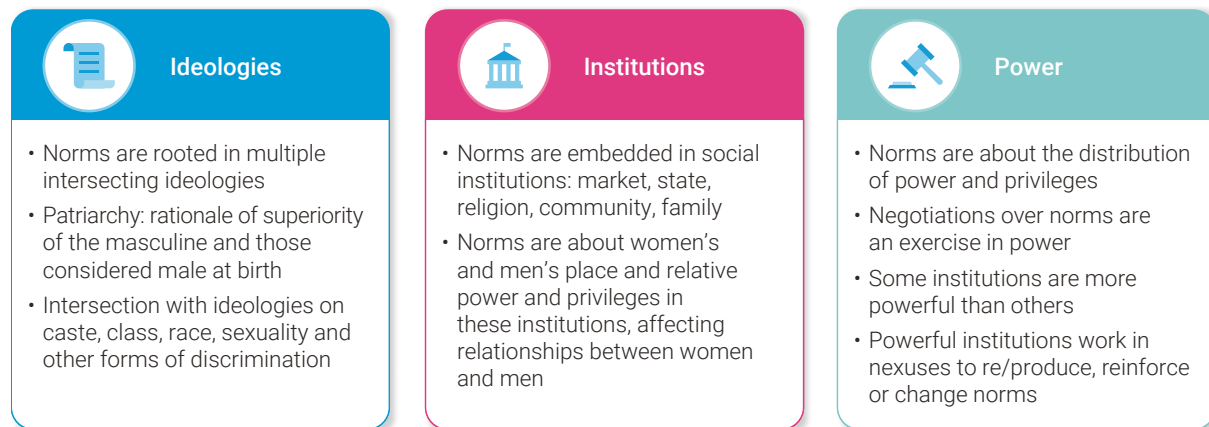 Ideologies
• Norms are rooted in multiple
intersecting ideologies
• Patriarchy: rationale of superiority
of the masculine and those
considered male at birth
• Intersection with ideologies on
caste, class, race, sexuality and
other forms of discrimination
Institutions
• Norms are embedded in social
institutions: market, state,
religion, community, family
• Norms are about women’s
and men’s place and relative
power and privileges in
these institutions, affecting
relationships between women
and men
Power
• Norms are about the distribution
of power and privileges
• Negotiations over norms are
an exercise in power
• Some institutions are more
powerful than others
• Powerful institutions work in
nexuses to re/produce, reinforce
or change norms